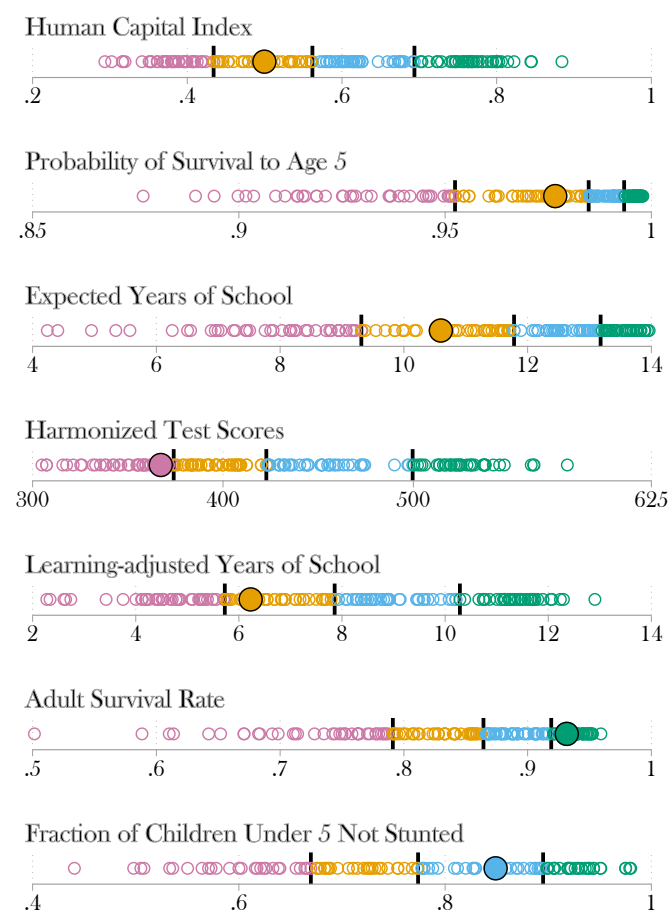 Human Capital Index
.2 .4 .6 .8 1
Probability of Survival to Age 5
.85 .9 .95 1
Expected Years of School
4 6 8 10 12 14
Harmonized Test Scores
300 400 500 625
Learning-adjusted Years of School
2 4 6 8 10 12 14
Adult Survival Rate
.5 .6 .7 .8 .9 1
Fraction of Children Under 5 Not Stunted
.4 .6 .8 1